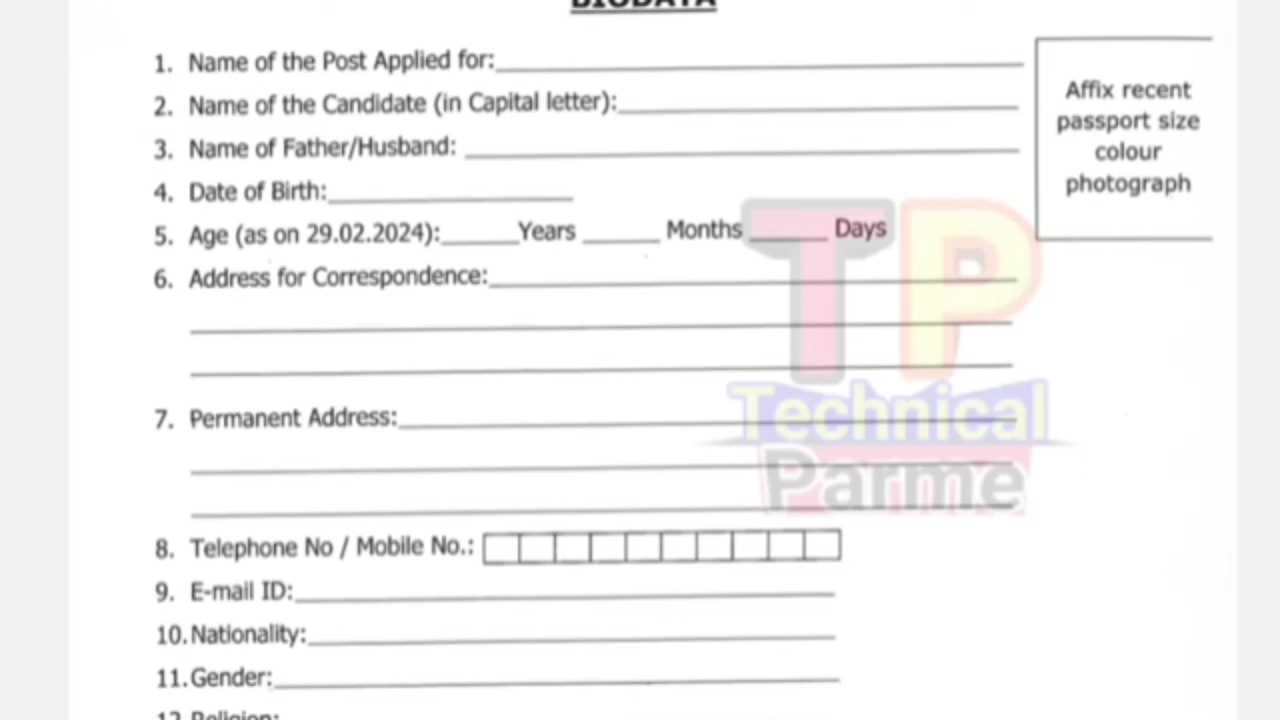 BIODATA
1. Name of the Post Applied for:
2. Name of the Candidate (in Capital letter):
3. Name of Father/Husband:
4. Date of Birth:
5. Age (as on 29.02.2024): Years Months Days
6. Address for Correspondence:
7. Permanent Address:
8. Telephone No / Mobile No.:
9. E-mail ID:
10. Nationality:
11. Gender:
12. Religion:
Affix recent
passport size
colour
photograph
TP
Technical
Parme